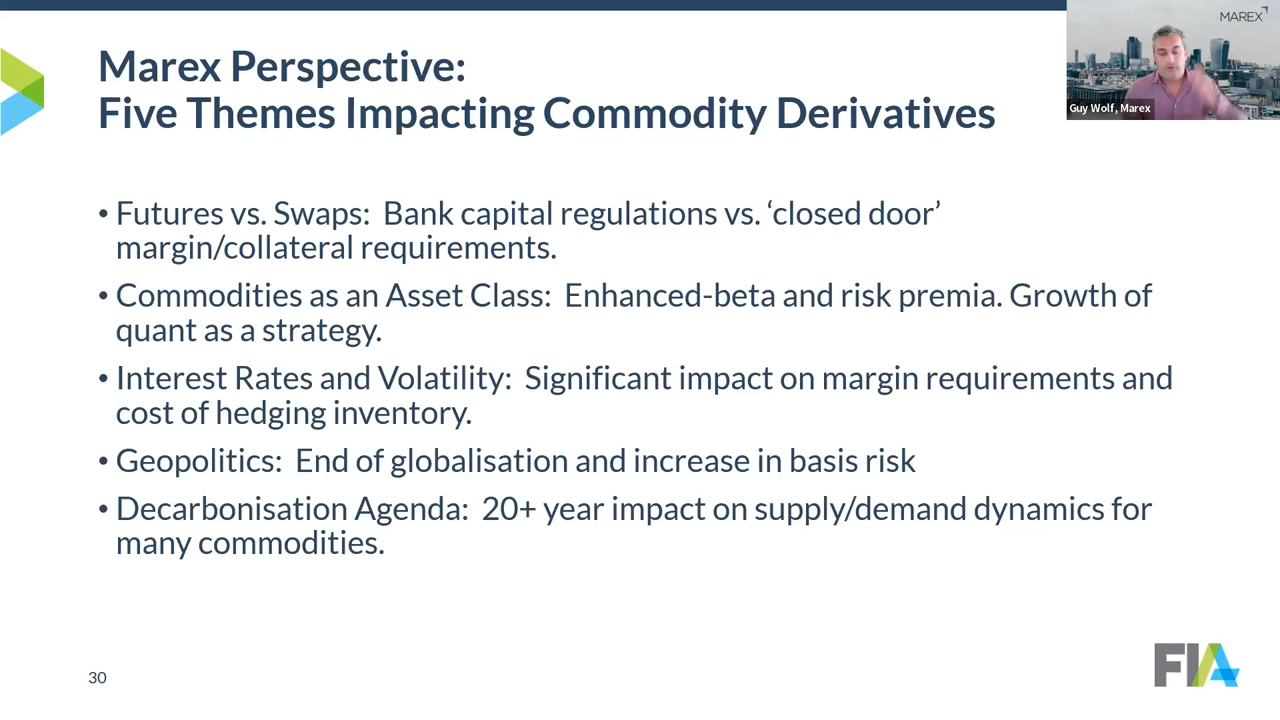 MAREX
Guy Wolf, Marex
Marex Perspective:
Five Themes Impacting Commodity Derivatives
• Futures vs. Swaps: Bank capital regulations vs. ‘closed door’
margin/collateral requirements.
• Commodities as an Asset Class: Enhanced-beta and risk premia. Growth of
quant as a strategy.
• Interest Rates and Volatility: Significant impact on margin requirements and
cost of hedging inventory.
• Geopolitics: End of globalisation and increase in basis risk
• Decarbonisation Agenda: 20+ year impact on supply/demand dynamics for
many commodities.
30
FIA